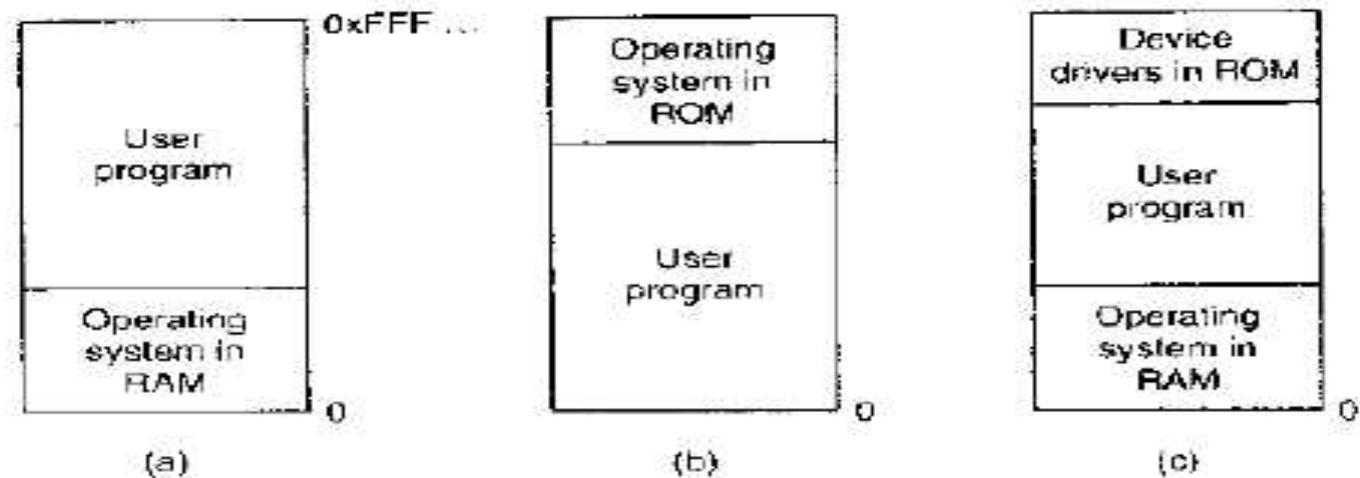 0xFFF ...
User
program
Operating
system in
RAM
0
(a)
Operating
system in
ROM
User
program
0
(b)
Device
drivers in ROM
User
program
Operating
system in
RAM
0
(c)